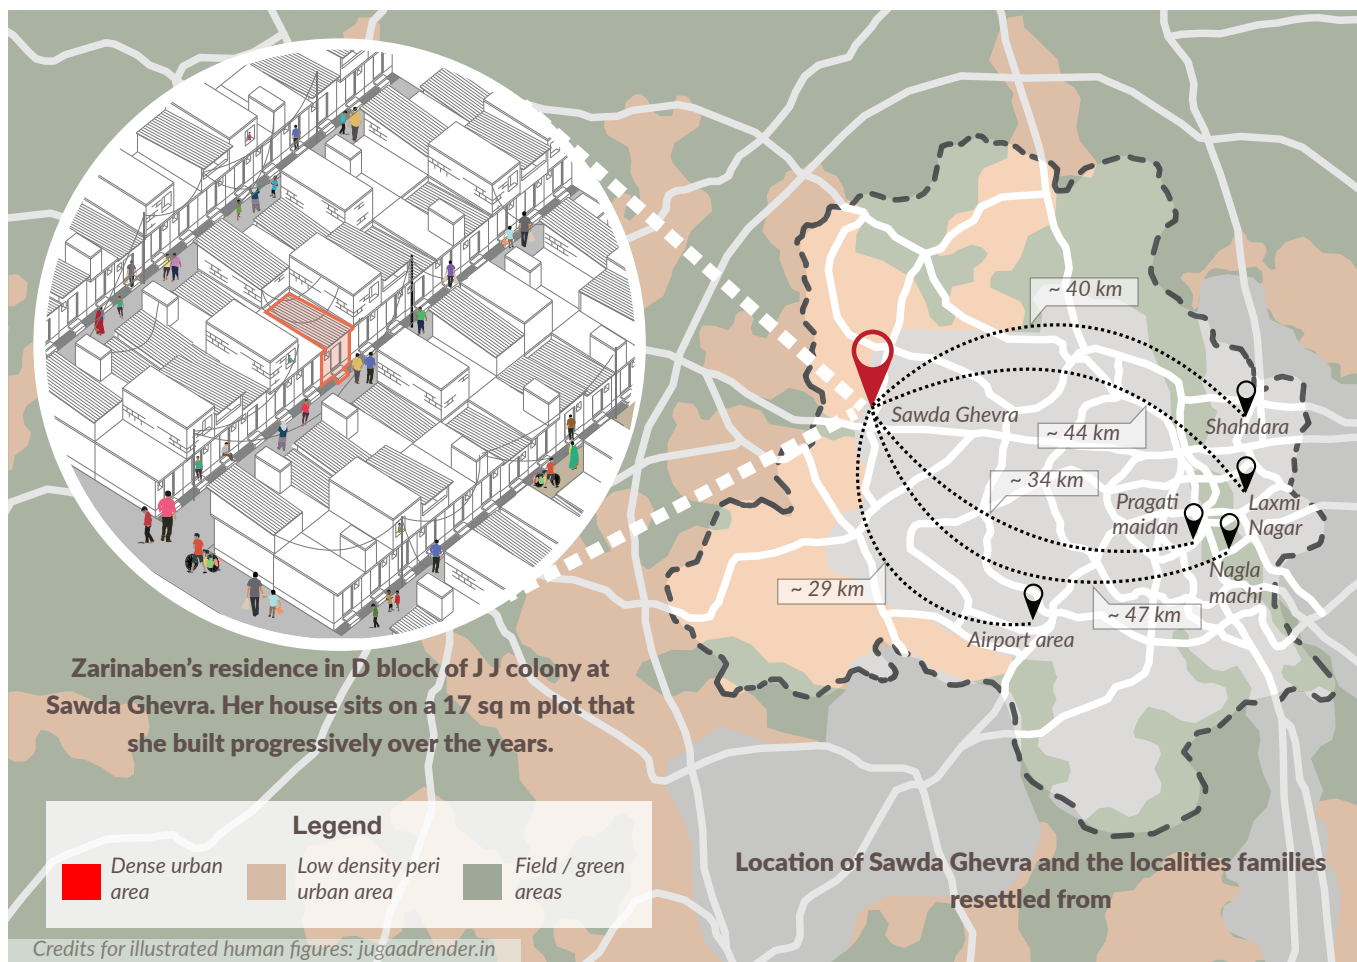 ~ 40 km
Sawda Ghevra
Shahdara
~ 44 km
~ 34 km
Pragati
maidan
Laxmi
Nagar
Nagla
machi
~ 29 km
~ 47 km
Airport area
Zarinaben’s residence in D block of J J colony at
Sawda Ghevra. Her house sits on a 17 sq m plot that
she built progressively over the years.
Legend
Dense urban
area
Low density peri
urban area
Field / green
areas
Location of Sawda Ghevra and the localities families
resettled from
Credits for illustrated human figures: jugaadrender.in